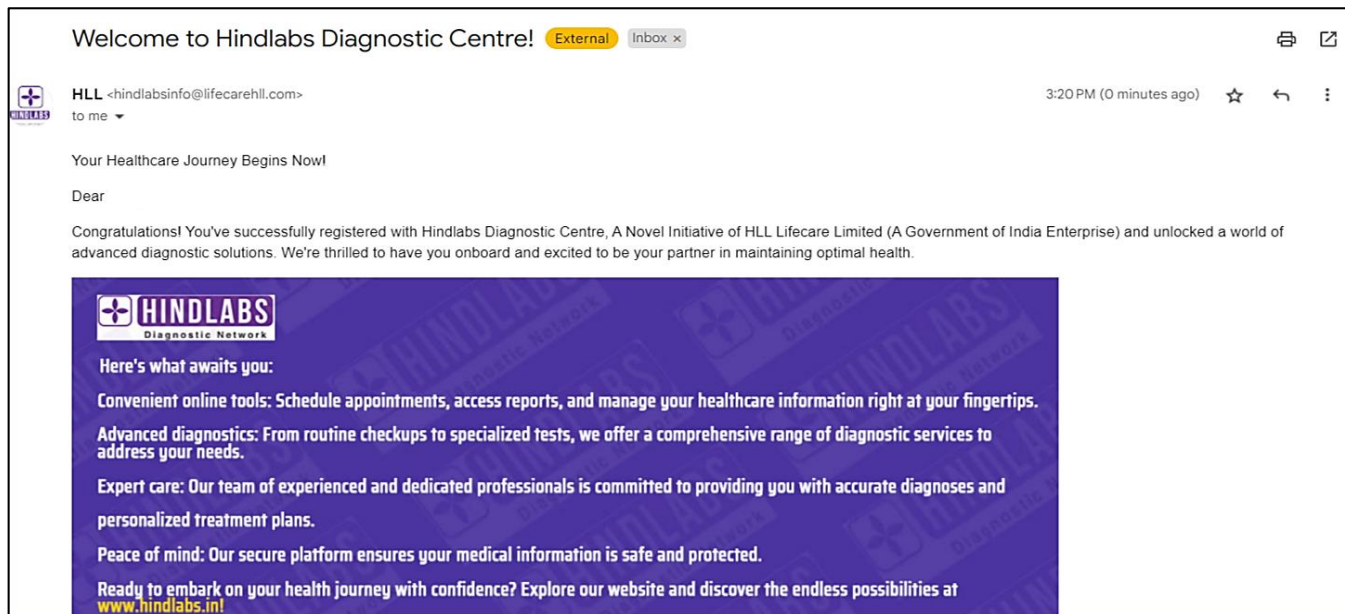 Welcome to Hindlabs Diagnostic Centre! External Inbox ×
HINDLABS
HLL <hindlabsinfo@lifecarehll.com> 3:20 PM (0 minutes ago)
to me
Your Healthcare Journey Begins Now!
Dear
Congratulations! You've successfully registered with Hindlabs Diagnostic Centre, A Novel Initiative of HLL Lifecare Limited (A Government of India Enterprise) and unlocked a world of
advanced diagnostic solutions. We're thrilled to have you onboard and excited to be your partner in maintaining optimal health.
HINDLABS
Diagnostic Network
Here's what awaits you:
Convenient online tools: Schedule appointments, access reports, and manage your healthcare information right at your fingertips.
Advanced diagnostics: From routine checkups to specialized tests, we offer a comprehensive range of diagnostic services to
address your needs.
Expert care: Our team of experienced and dedicated professionals is committed to providing you with accurate diagnoses and
personalized treatment plans.
Peace of mind: Our secure platform ensures your medical information is safe and protected.
Ready to embark on your health journey with confidence? Explore our website and discover the endless possibilities at
www.hindlabs.in!